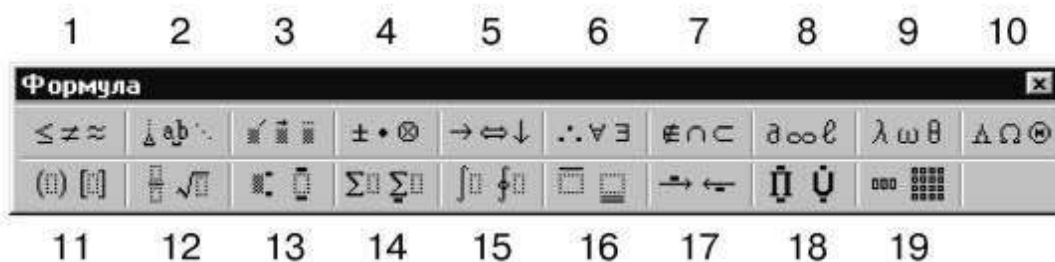 1 2 3 4 5 6 7 8 9 10
Формула
≤ ≠ ≈ a͟b ⋱ ± • ⊗ → ⇔ ↓ ∴ ∀ ∃ ∉ ∩ ⊂ ∂ ∞ ℓ λ ω θ Λ Ω Θ
(▯) [▯] √▯ Σ▯ Σ▯ ∫▯ ∮▯ → ← Π Ụ̇
11 12 13 14 15 16 17 18 19